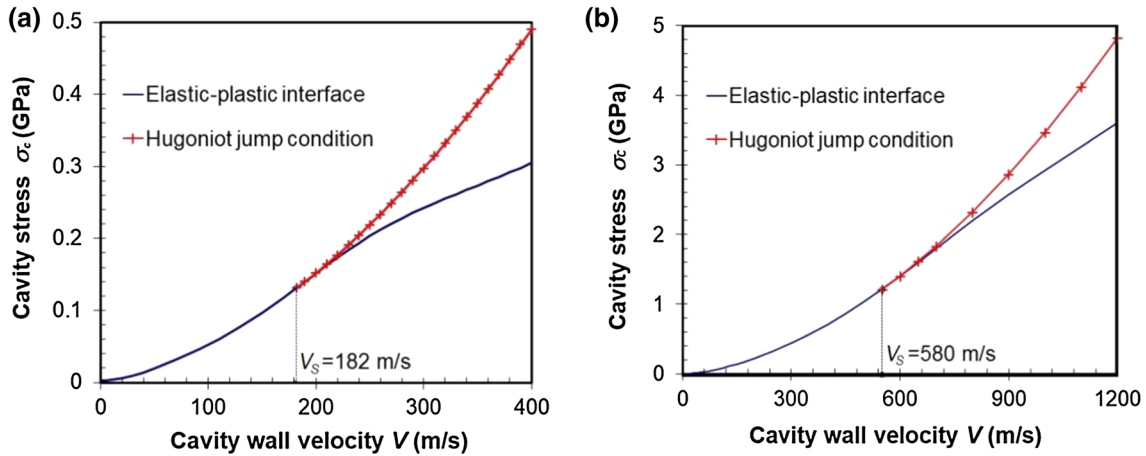 (a)
Cavity stress σc (GPa)
0.5
0.4
0.3
0.2
0.1
0
Elastic-plastic interface
Hugoniot jump condition
VS=182 m/s
0 100 200 300 400
Cavity wall velocity V (m/s)
(b)
Cavity stress σc (GPa)
5
4
3
2
1
0
Elastic-plastic interface
Hugoniot jump condition
VS=580 m/s
0 300 600 900 1200
Cavity wall velocity V (m/s)